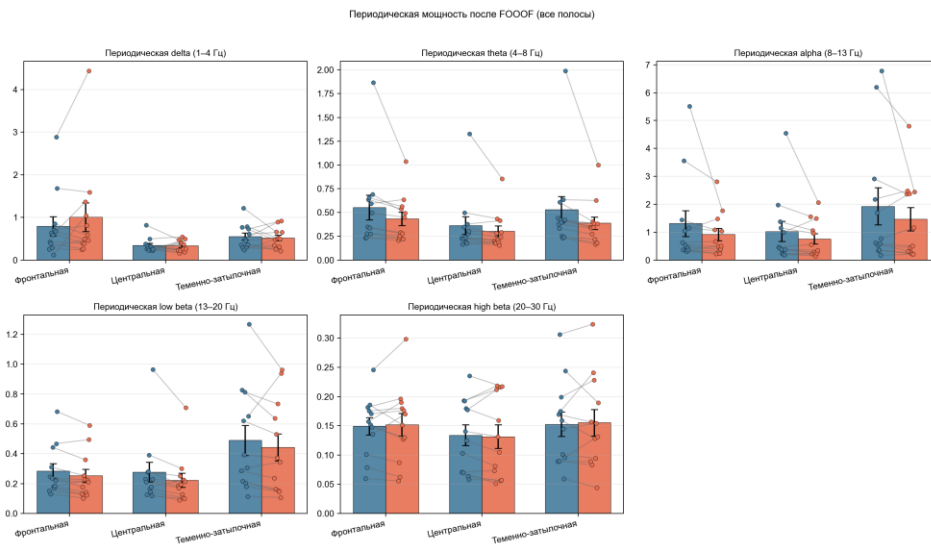 Периодическая мощность после FOOOF (все полосы)
Периодическая delta (1–4 Гц)
Периодическая theta (4–8 Гц)
Периодическая alpha (8–13 Гц)
4
3
2
1
0
Фронтальная
Центральная
Теменно-затылочная
2.00
1.75
1.50
1.25
1.00
0.75
0.50
0.25
0.00
Фронтальная
Центральная
Теменно-затылочная
7
6
5
4
3
2
1
0
Фронтальная
Центральная
Теменно-затылочная
Периодическая low beta (13–20 Гц)
Периодическая high beta (20–30 Гц)
1.2
1.0
0.8
0.6
0.4
0.2
0.0
Фронтальная
Центральная
Теменно-затылочная
0.30
0.25
0.20
0.15
0.10
0.05
0.00
Фронтальная
Центральная
Теменно-затылочная